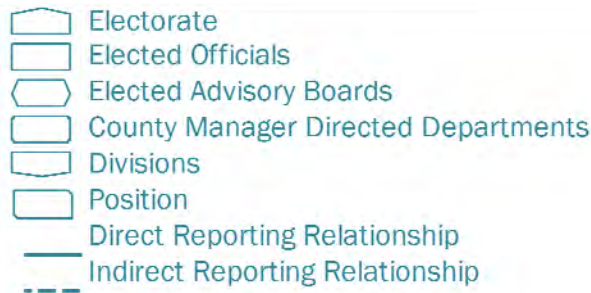 Electorate
Elected Officials
Elected Advisory Boards
County Manager Directed Departments
Divisions
Position
Direct Reporting Relationship
Indirect Reporting Relationship